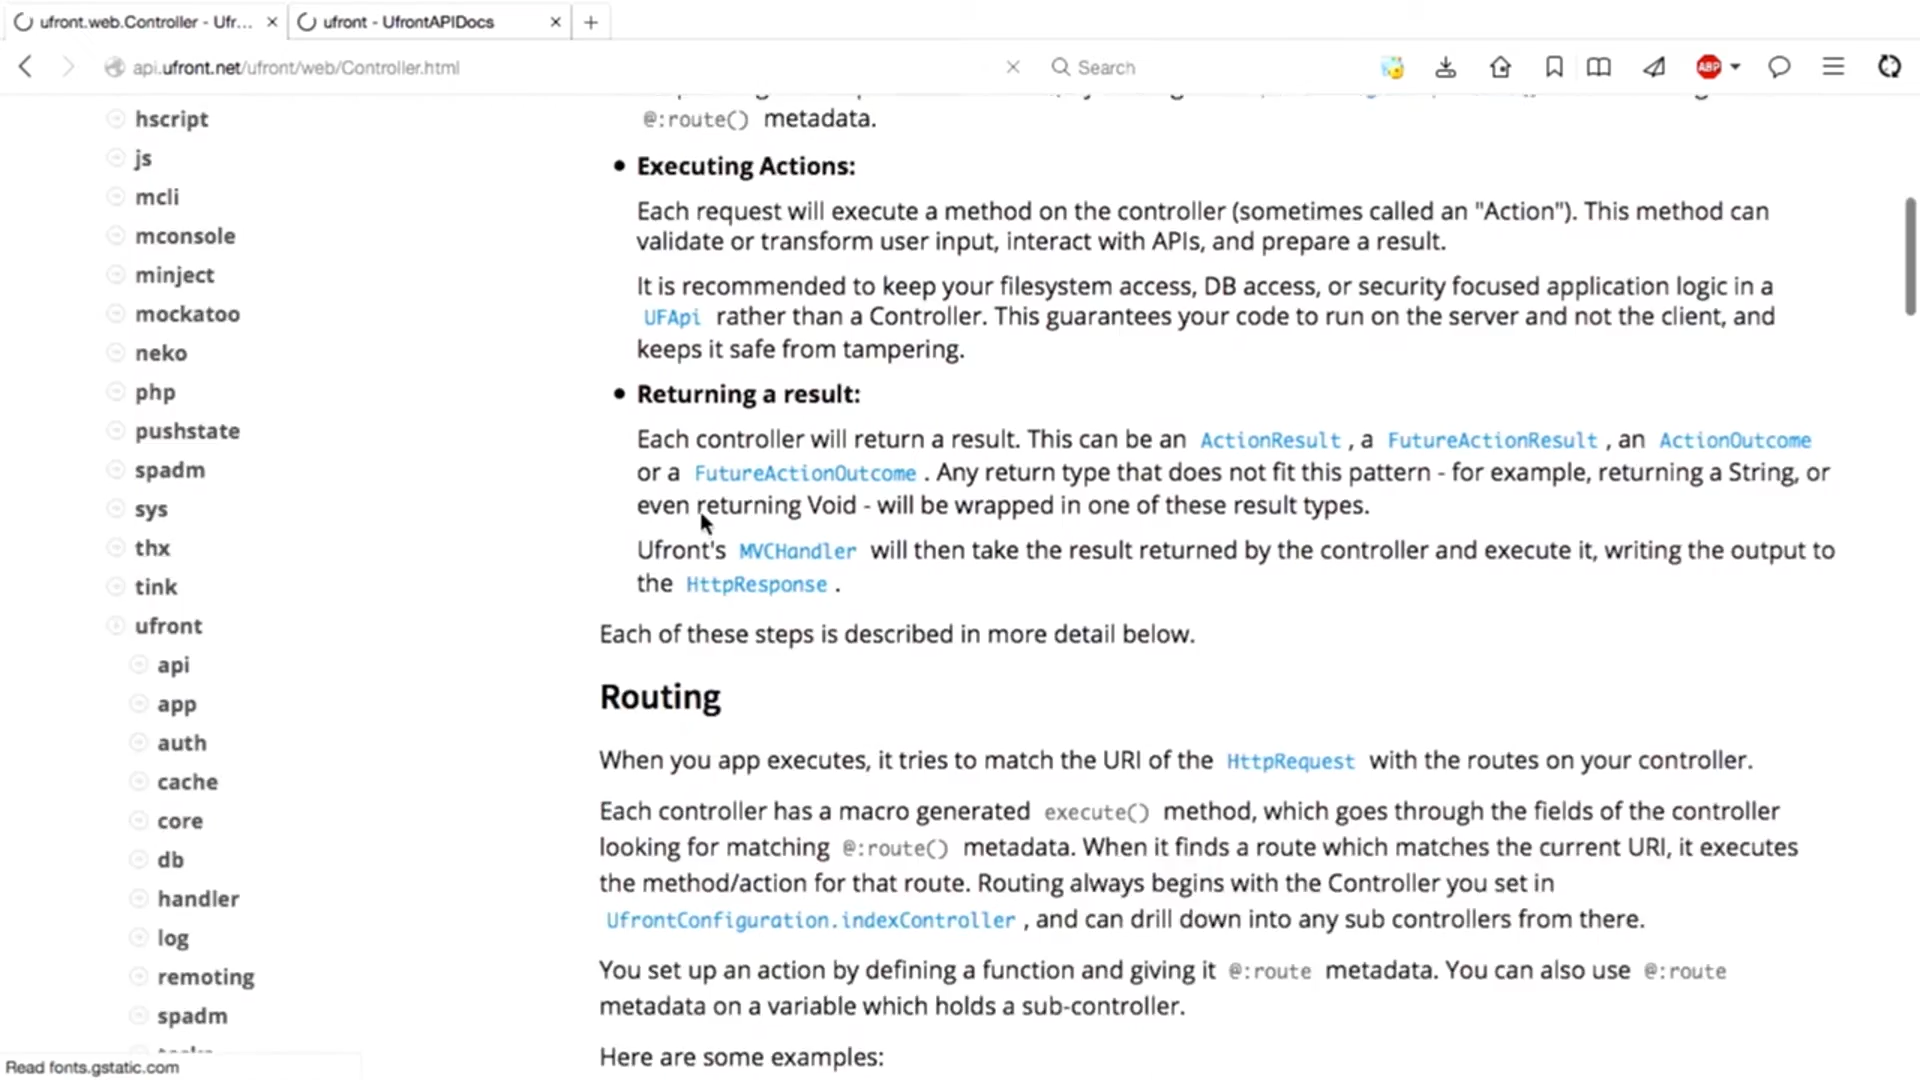 ufront.web.Controller - Ufr...
ufront - UfrontAPIDocs
api.ufront.net/ufront/web/Controller.html
Search
ABP
hscript
js
mcli
mconsole
minject
mockatoo
neko
php
pushstate
spadm
sys
thx
tink
ufront
api
app
auth
cache
core
db
handler
log
remoting
spadm
@:route() metadata.
Executing Actions:
Each request will execute a method on the controller (sometimes called an "Action"). This method can
validate or transform user input, interact with APIs, and prepare a result.
It is recommended to keep your filesystem access, DB access, or security focused application logic in a
UFApi rather than a Controller. This guarantees your code to run on the server and not the client, and
keeps it safe from tampering.
Returning a result:
Each controller will return a result. This can be an ActionResult , a FutureActionResult , an ActionOutcome
or a FutureActionOutcome . Any return type that does not fit this pattern - for example, returning a String, or
even returning Void - will be wrapped in one of these result types.
Ufront's MVCHandler will then take the result returned by the controller and execute it, writing the output to
the HttpResponse .
Each of these steps is described in more detail below.
Routing
When you app executes, it tries to match the URI of the HttpRequest with the routes on your controller.
Each controller has a macro generated execute() method, which goes through the fields of the controller
looking for matching @:route() metadata. When it finds a route which matches the current URI, it executes
the method/action for that route. Routing always begins with the Controller you set in
UfrontConfiguration.indexController , and can drill down into any sub controllers from there.
You set up an action by defining a function and giving it @:route metadata. You can also use @:route
metadata on a variable which holds a sub-controller.
Here are some examples:
Read fonts.gstatic.com